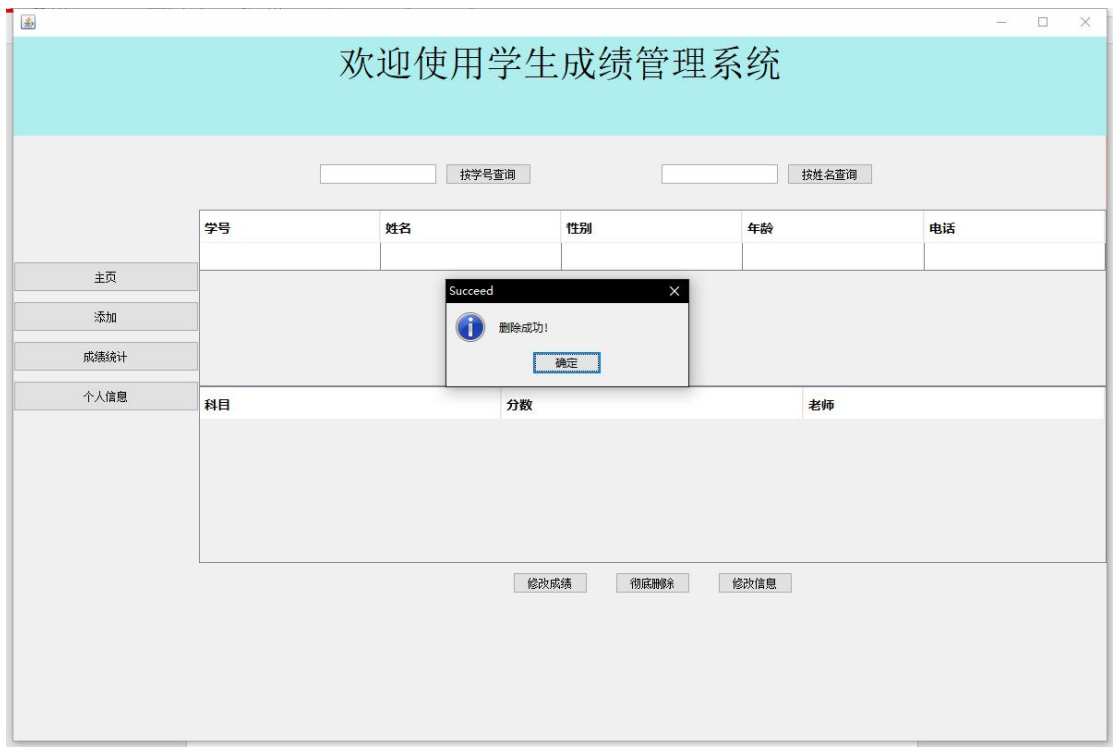 欢迎使用学生成绩管理系统
按学号查询 按姓名查询
学号 姓名 性别 年龄 电话
主页
添加
成绩统计
个人信息
Succeed
删除成功!
确定
科目 分数 老师
修改成绩 彻底删除 修改信息